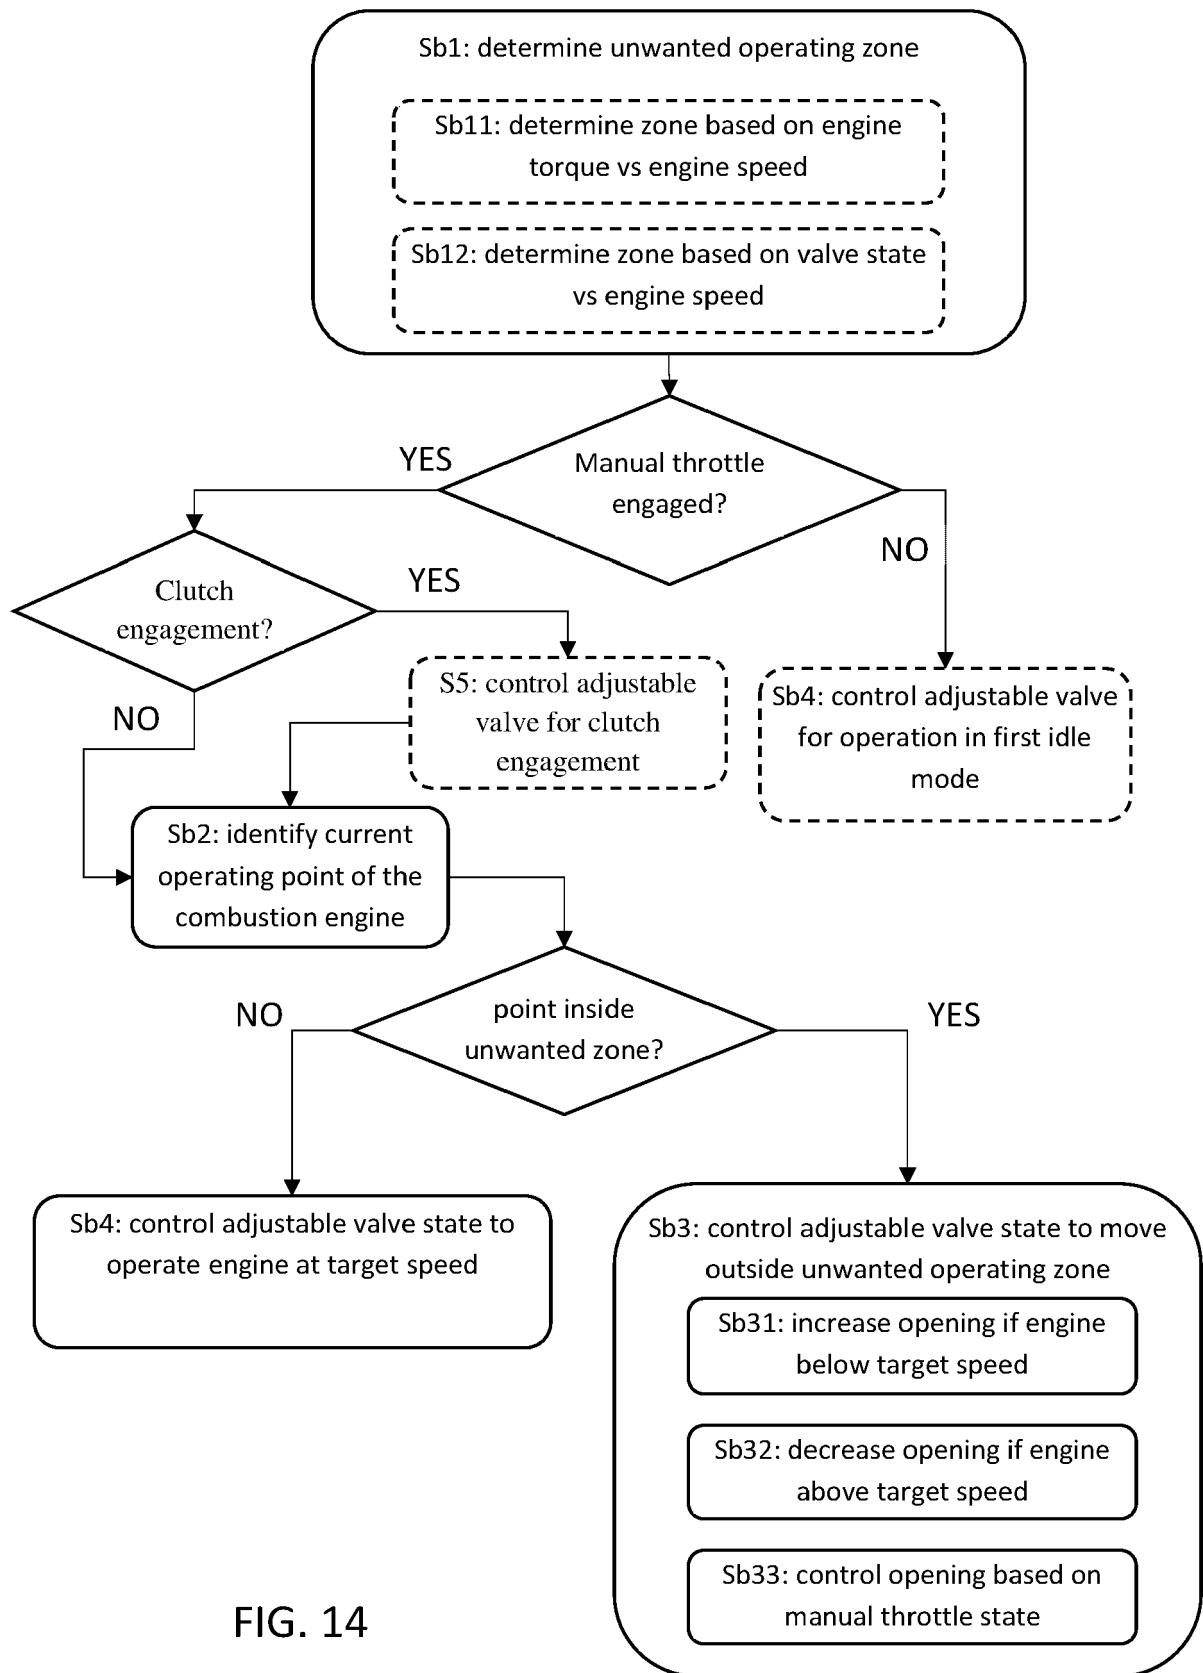 Sb1: determine unwanted operating zone
Sb11: determine zone based on engine
torque vs engine speed
Sb12: determine zone based on valve state
vs engine speed
YES
Manual throttle
engaged?
NO
Clutch
engagement?
YES
NO
S5: control adjustable
valve for clutch
engagement
Sb4: control adjustable valve
for operation in first idle
mode
Sb2: identify current
operating point of the
combustion engine
NO
point inside
unwanted zone?
YES
Sb4: control adjustable valve state to
operate engine at target speed
Sb3: control adjustable valve state to move
outside unwanted operating zone
Sb31: increase opening if engine
below target speed
Sb32: decrease opening if engine
above target speed
Sb33: control opening based on
manual throttle state
FIG. 14